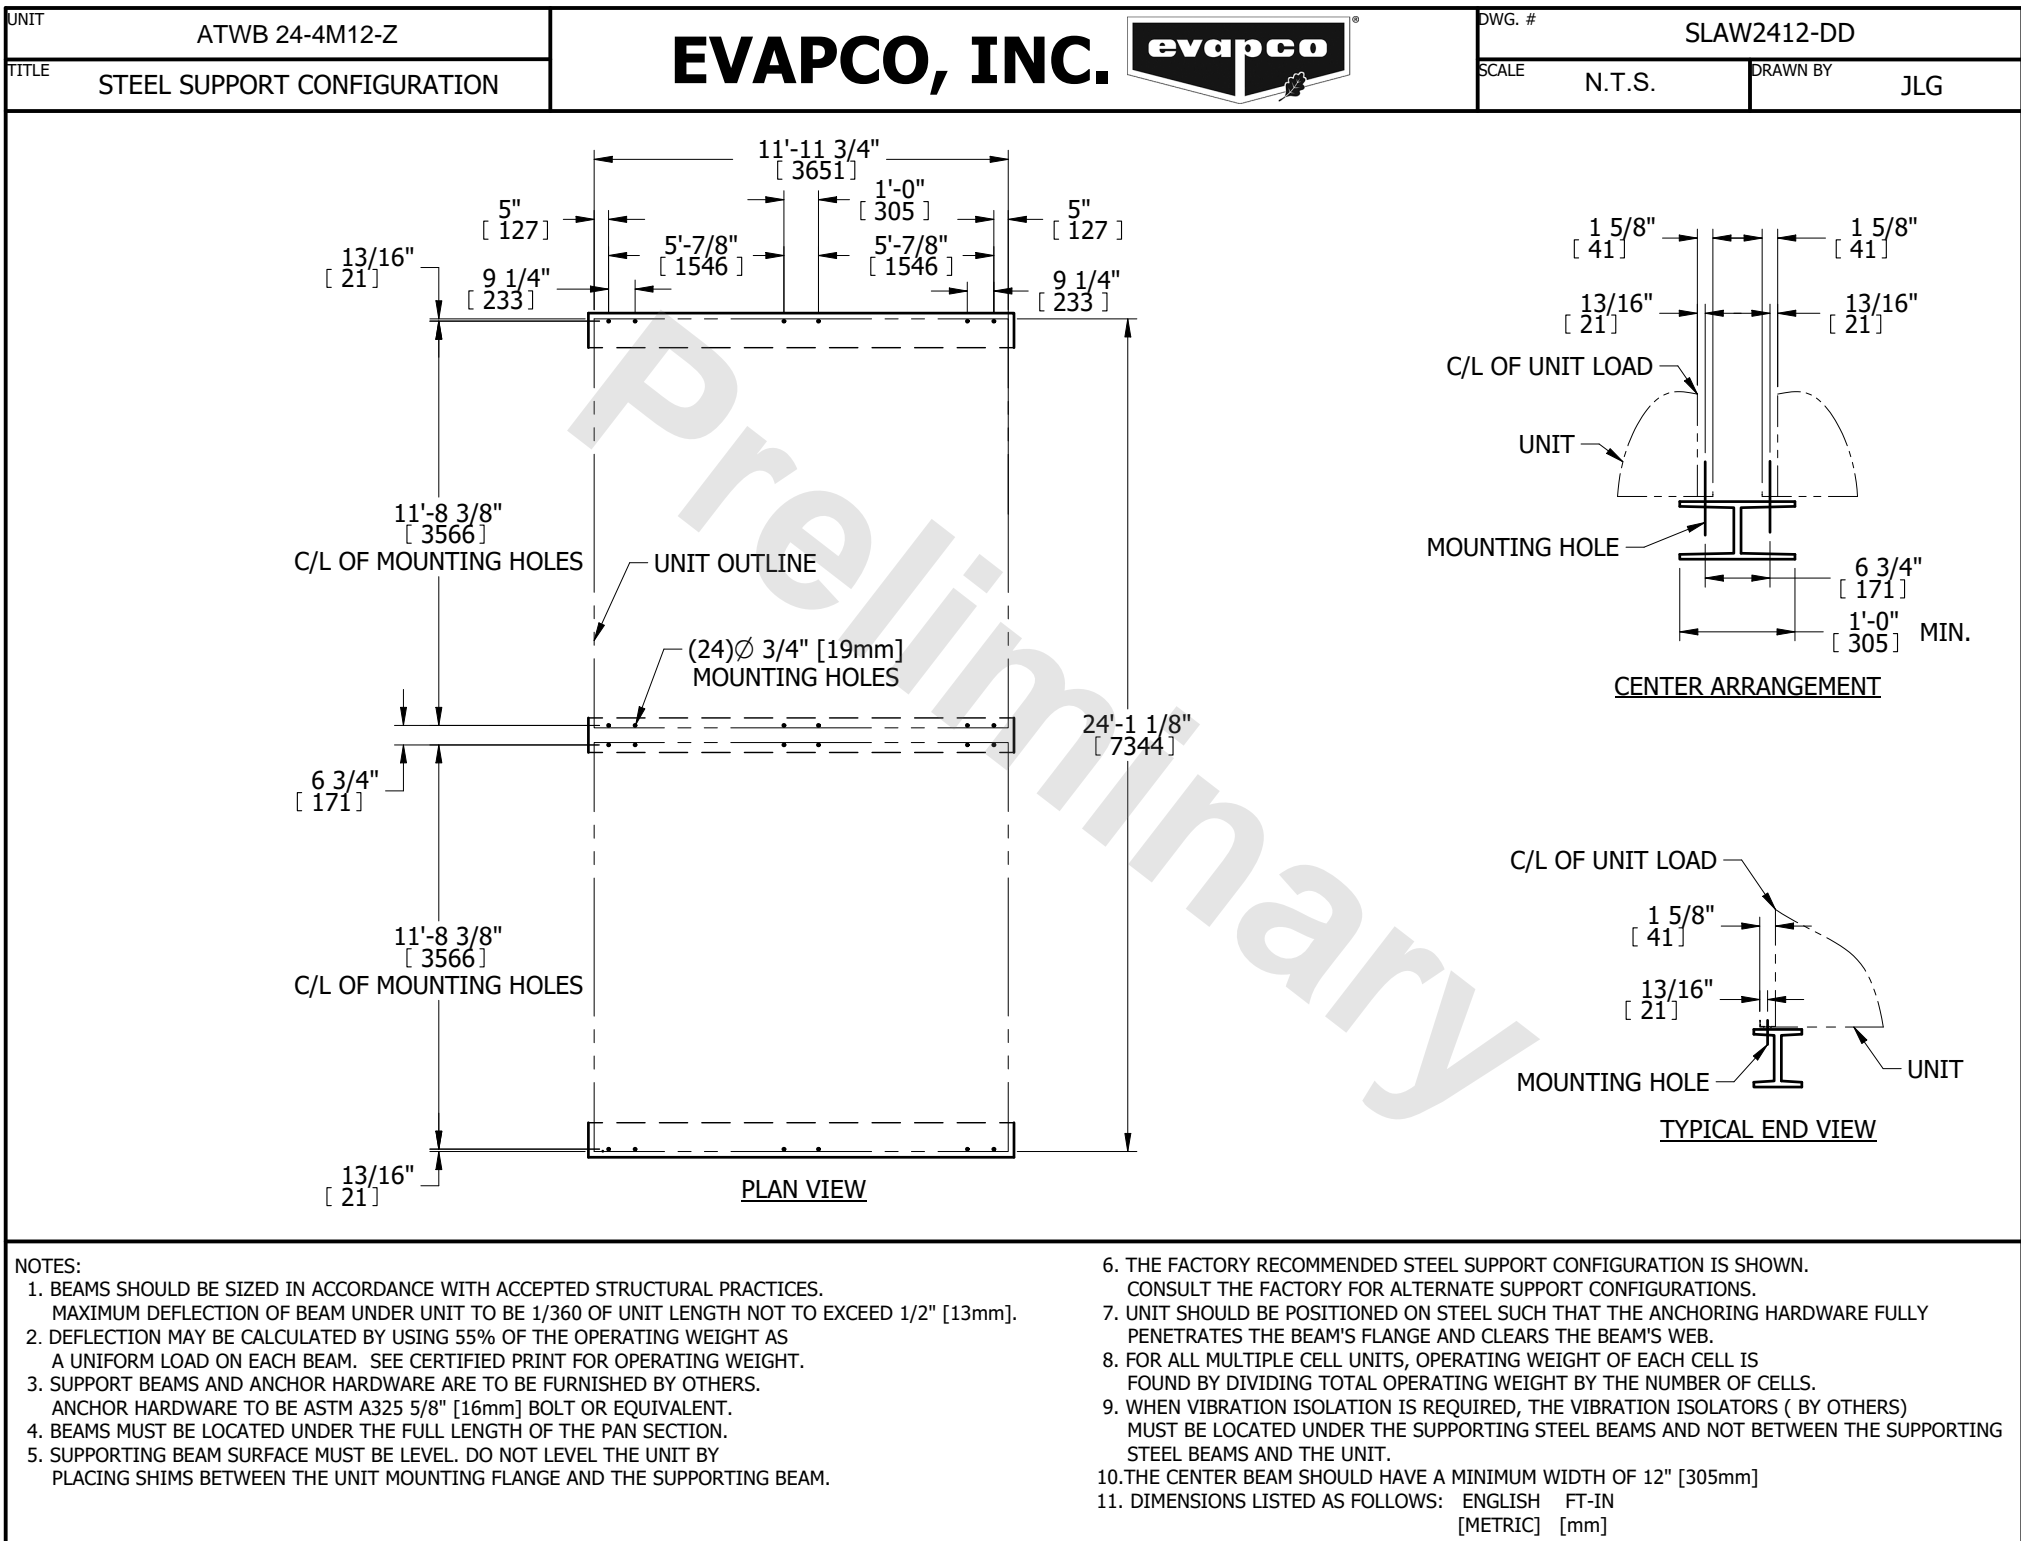 UNIT
ATWB 24-4M12-Z
TITLE
STEEL SUPPORT CONFIGURATION
EVAPCO, INC.
evapco
®
DWG. #
SLAW2412-DD
SCALE
N.T.S.
DRAWN BY
JLG
11'-11 3/4"
[ 3651 ]
1'-0"
[ 305 ]
5"
[ 127 ]
5"
[ 127 ]
5'-7/8"
[ 1546 ]
5'-7/8"
[ 1546 ]
13/16"
[ 21 ]
9 1/4"
[ 233 ]
9 1/4"
[ 233 ]
11'-8 3/8"
[ 3566 ]
C/L OF MOUNTING HOLES
UNIT OUTLINE
(24)∅ 3/4" [19mm]
MOUNTING HOLES
24'-1 1/8"
[ 7344 ]
6 3/4"
[ 171 ]
11'-8 3/8"
[ 3566 ]
C/L OF MOUNTING HOLES
13/16"
[ 21 ]
PLAN VIEW
Preliminary
1 5/8"
[ 41 ]
1 5/8"
[ 41 ]
13/16"
[ 21 ]
13/16"
[ 21 ]
C/L OF UNIT LOAD
UNIT
MOUNTING HOLE
6 3/4"
[ 171 ]
1'-0"
[ 305 ] MIN.
CENTER ARRANGEMENT
C/L OF UNIT LOAD
1 5/8"
[ 41 ]
13/16"
[ 21 ]
MOUNTING HOLE
UNIT
TYPICAL END VIEW
NOTES:
1. BEAMS SHOULD BE SIZED IN ACCORDANCE WITH ACCEPTED STRUCTURAL PRACTICES.
MAXIMUM DEFLECTION OF BEAM UNDER UNIT TO BE 1/360 OF UNIT LENGTH NOT TO EXCEED 1/2" [13mm].
2. DEFLECTION MAY BE CALCULATED BY USING 55% OF THE OPERATING WEIGHT AS
A UNIFORM LOAD ON EACH BEAM. SEE CERTIFIED PRINT FOR OPERATING WEIGHT.
3. SUPPORT BEAMS AND ANCHOR HARDWARE ARE TO BE FURNISHED BY OTHERS.
ANCHOR HARDWARE TO BE ASTM A325 5/8" [16mm] BOLT OR EQUIVALENT.
4. BEAMS MUST BE LOCATED UNDER THE FULL LENGTH OF THE PAN SECTION.
5. SUPPORTING BEAM SURFACE MUST BE LEVEL. DO NOT LEVEL THE UNIT BY
PLACING SHIMS BETWEEN THE UNIT MOUNTING FLANGE AND THE SUPPORTING BEAM.
6. THE FACTORY RECOMMENDED STEEL SUPPORT CONFIGURATION IS SHOWN.
CONSULT THE FACTORY FOR ALTERNATE SUPPORT CONFIGURATIONS.
7. UNIT SHOULD BE POSITIONED ON STEEL SUCH THAT THE ANCHORING HARDWARE FULLY
PENETRATES THE BEAM'S FLANGE AND CLEARS THE BEAM'S WEB.
8. FOR ALL MULTIPLE CELL UNITS, OPERATING WEIGHT OF EACH CELL IS
FOUND BY DIVIDING TOTAL OPERATING WEIGHT BY THE NUMBER OF CELLS.
9. WHEN VIBRATION ISOLATION IS REQUIRED, THE VIBRATION ISOLATORS ( BY OTHERS)
MUST BE LOCATED UNDER THE SUPPORTING STEEL BEAMS AND NOT BETWEEN THE SUPPORTING
STEEL BEAMS AND THE UNIT.
10.THE CENTER BEAM SHOULD HAVE A MINIMUM WIDTH OF 12" [305mm]
11. DIMENSIONS LISTED AS FOLLOWS: ENGLISH FT-IN
[METRIC] [mm]